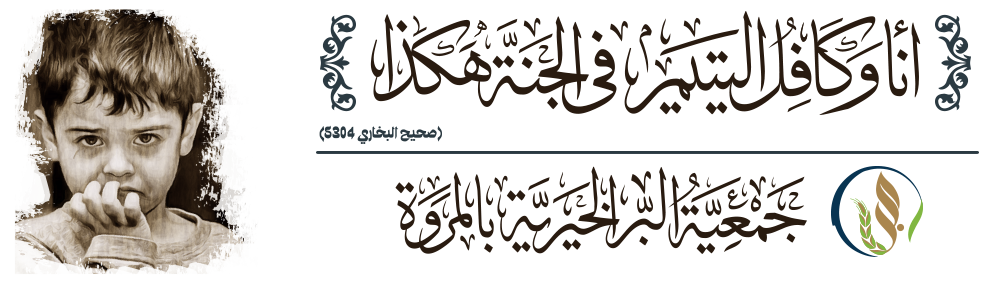 أنا وكافل اليتيم في الجنة هكذا
(صحيح البخاري 5304)
جمعية البر الخيرية بالمروة